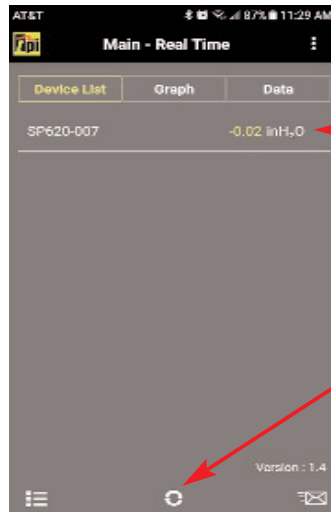 AT&T 87% 11:29 AM
tpi Main - Real Time
Device List Graph Data
SP620-007 -0.02 inH₂O
Version : 1.4